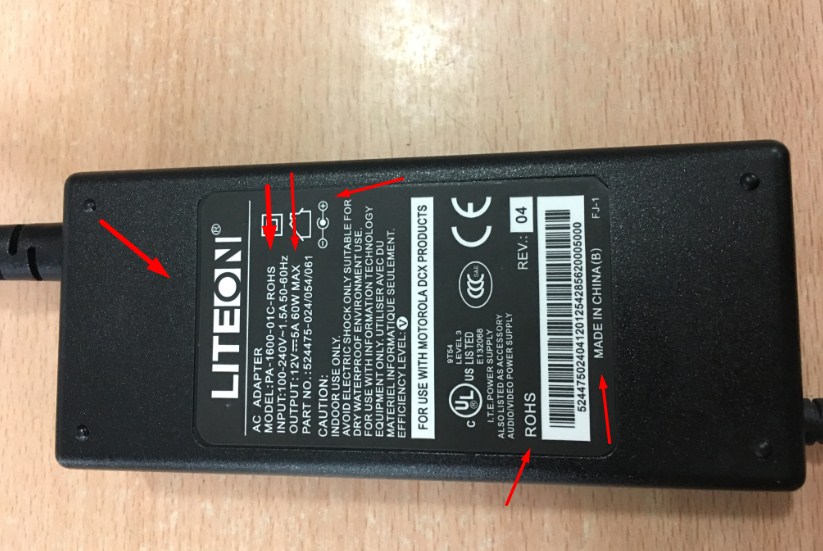 LITEON®
AC ADAPTER
MODEL:PA-1600-01C-ROHS
INPUT:100-240V~1.5A 50-60Hz
OUTPUT: 12V⎓5A 60W MAX
PART NO.:524475-024/054/061
CAUTION:
INDOOR USE ONLY.
AVOID ELECTRIC SHOCK ONLY SUITABLE FOR
DRY WATERPROOF ENVIRONMENT USE.
FOR USE WITH INFORMATION TECHNOLOGY
EQUIPMENT ONLY. UTILISER AVEC DU
MATERIEL INFORMATIQUE SEULEMENT.
EFFICIENCY LEVEL: V
FOR USE WITH MOTOROLA DCX PRODUCTS
9T54
LEVEL 3
c UL US LISTED
E132068
I.T.E.POWER SUPPLY
ALSO LISTED AS ACCESSORY
AUDIO/VIDEO POWER SUPPLY
ROHS
CCC
CE
REV.: 04
524475024041201254285620005000
MADE IN CHINA(B)
FJ-1